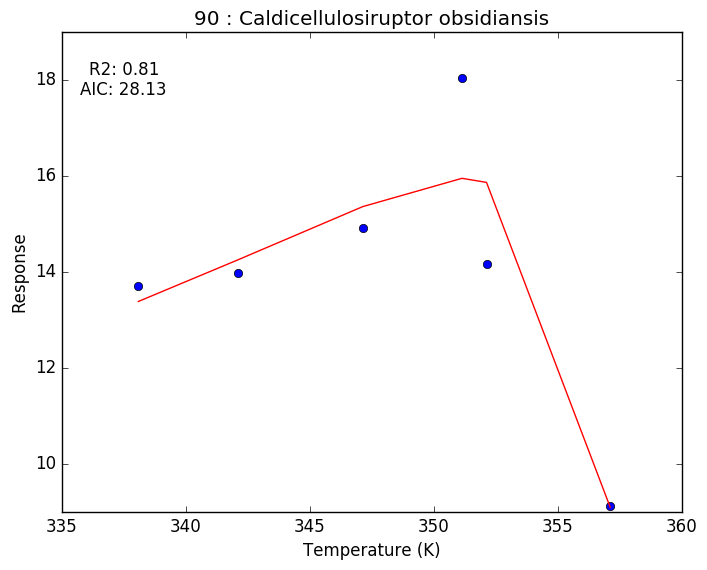 90 : Caldicellulosiruptor obsidiansis
R2: 0.81
AIC: 28.13
18
16
14
12
10
Response
335
340
345
350
355
360
Temperature (K)